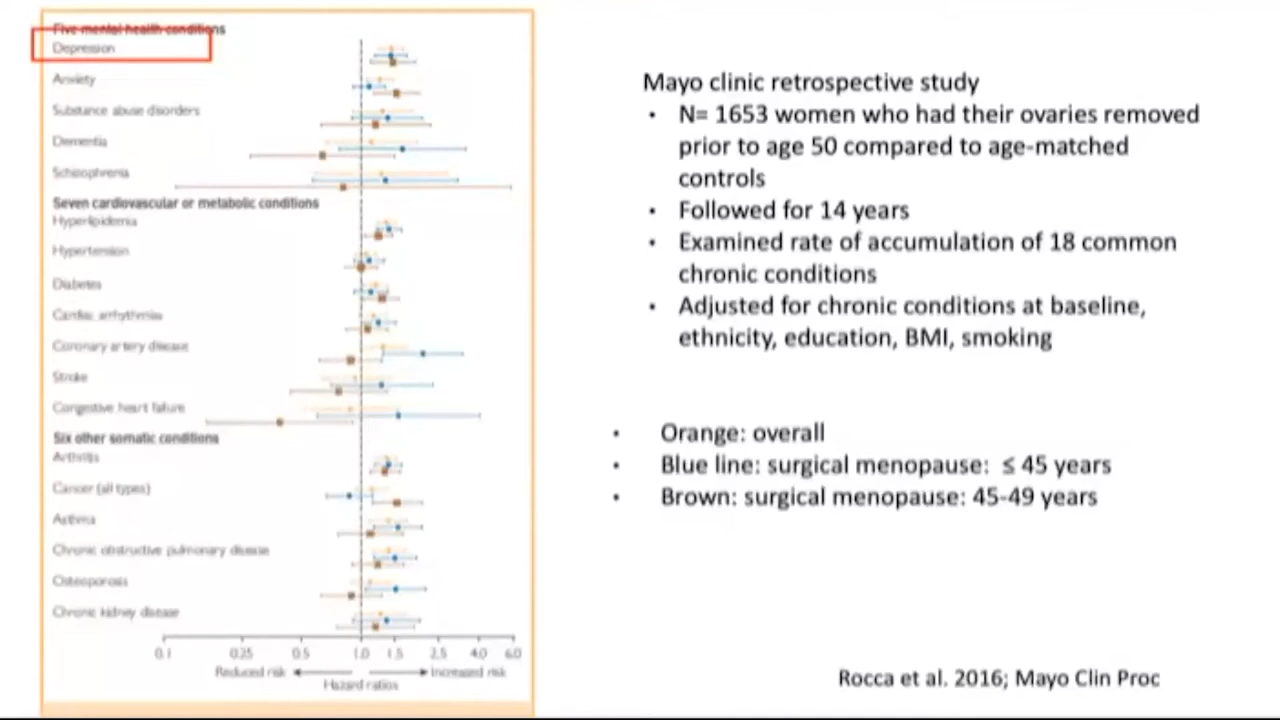 Five mental health conditions
Depression
Anxiety
Substance abuse disorders
Dementia
Schizophrenia
Seven cardiovascular or metabolic conditions
Hyperlipidemia
Hypertension
Diabetes
Cardiac arrhythmias
Coronary artery disease
Stroke
Congestive heart failure
Six other somatic conditions
Arthritis
Cancer (all types)
Asthma
Chronic obstructive pulmonary disease
Osteoporosis
Chronic kidney disease
0.1 0.25 0.5 1.0 1.5 2.5 4.0 6.0
Reduced risk Increased risk
Hazard ratios
Mayo clinic retrospective study
• N= 1653 women who had their ovaries removed
prior to age 50 compared to age-matched
controls
• Followed for 14 years
• Examined rate of accumulation of 18 common
chronic conditions
• Adjusted for chronic conditions at baseline,
ethnicity, education, BMI, smoking
• Orange: overall
• Blue line: surgical menopause: ≤ 45 years
• Brown: surgical menopause: 45-49 years
Rocca et al. 2016; Mayo Clin Proc